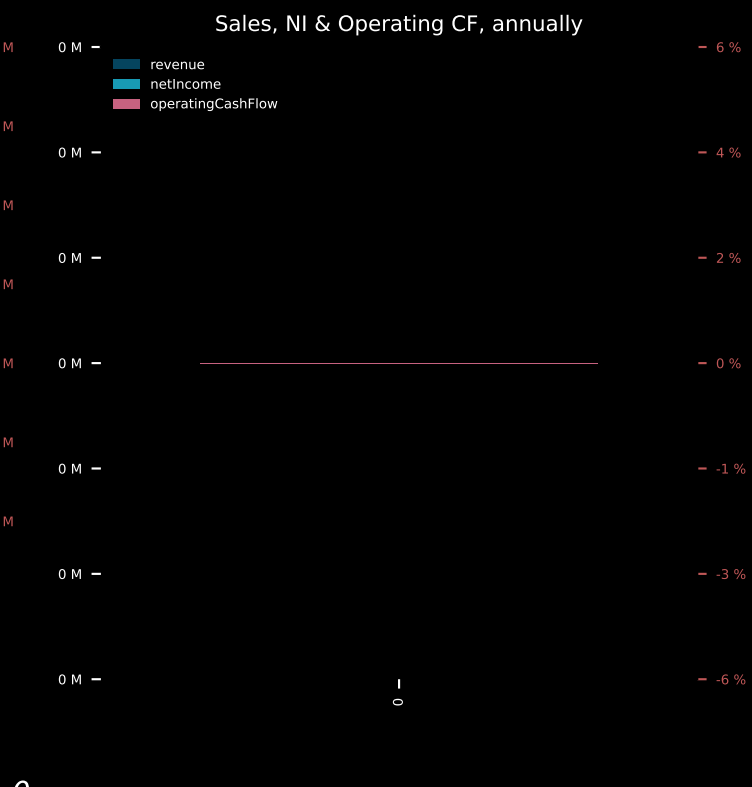 Sales, NI & Operating CF, annually
M
0 M
6 %
revenue
netIncome
operatingCashFlow
M
0 M
4 %
M
0 M
2 %
M
M
0 M
0 %
M
0 M
-1 %
M
0 M
-3 %
0 M
-6 %
0